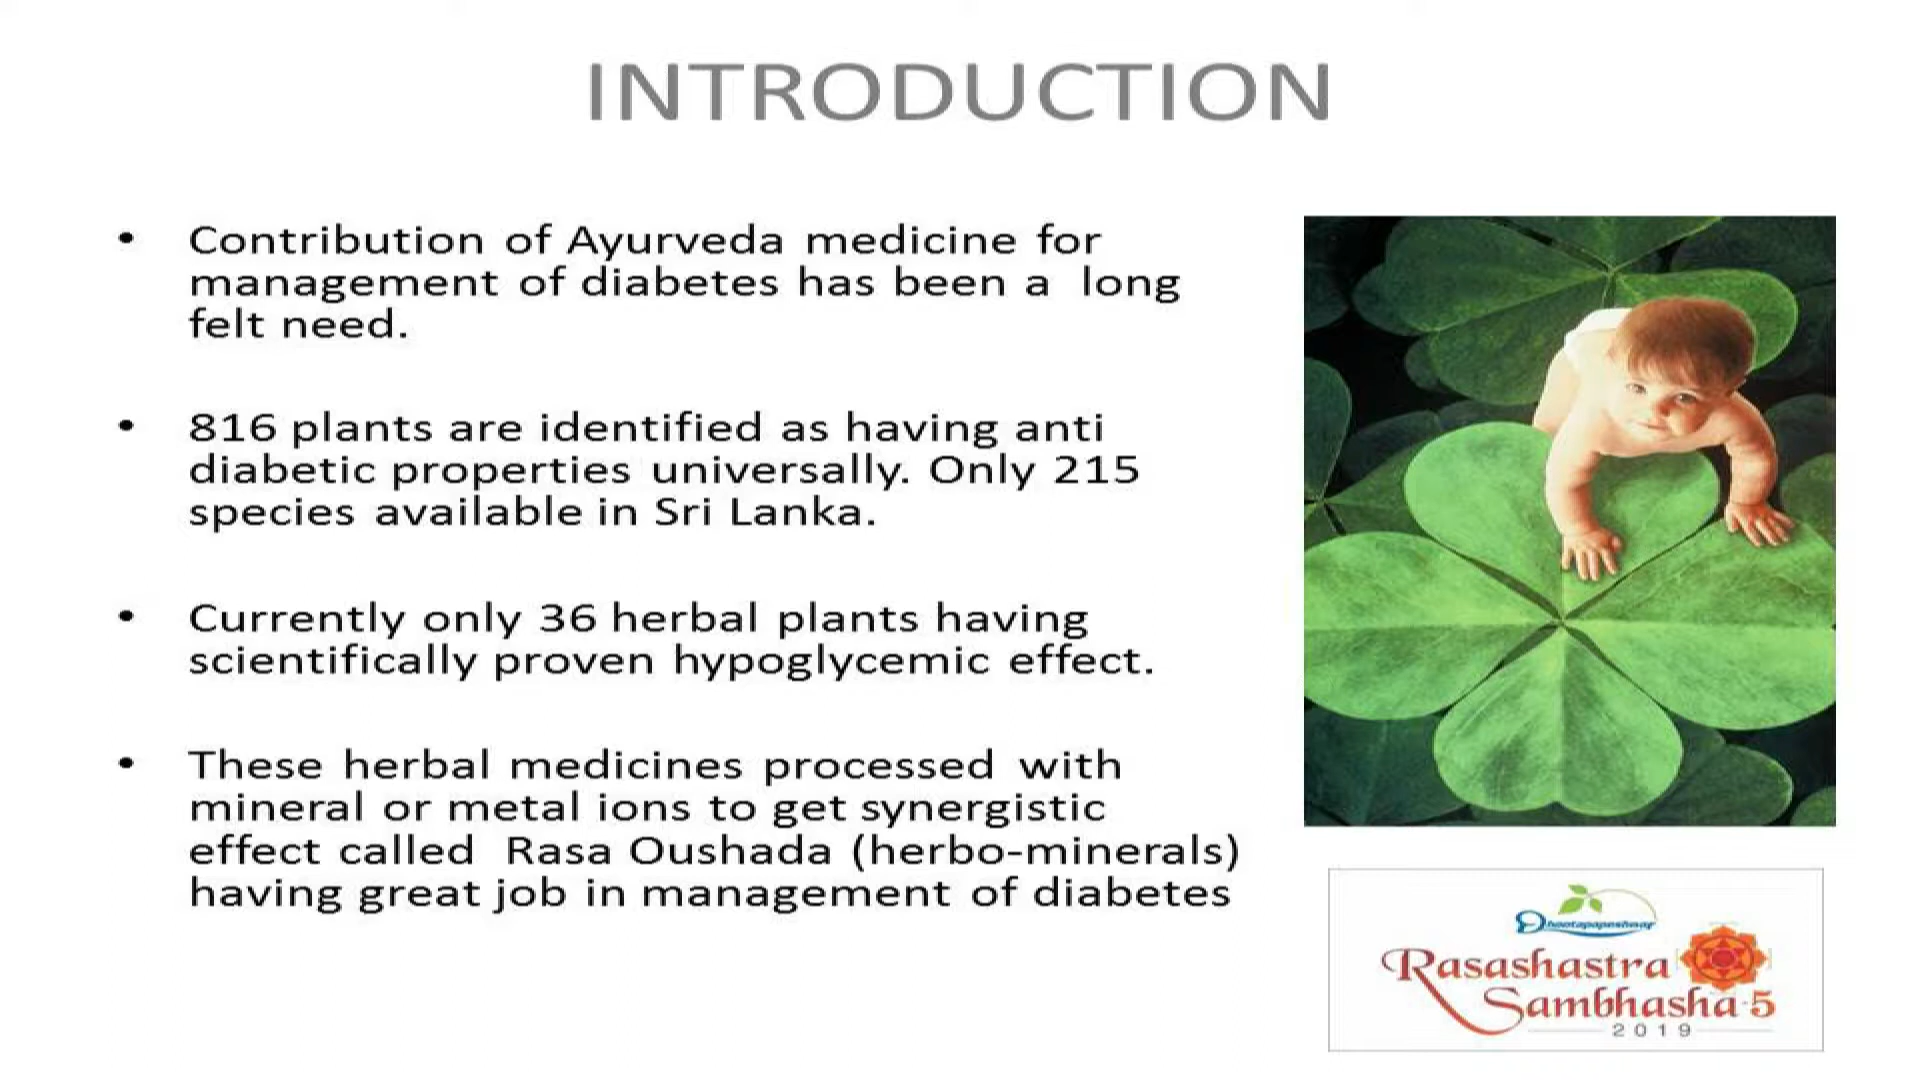 INTRODUCTION
• Contribution of Ayurveda medicine for
management of diabetes has been a long
felt need.
• 816 plants are identified as having anti
diabetic properties universally. Only 215
species available in Sri Lanka.
• Currently only 36 herbal plants having
scientifically proven hypoglycemic effect.
• These herbal medicines processed with
mineral or metal ions to get synergistic
effect called Rasa Oushada (herbo-minerals)
having great job in management of diabetes
Dhootapapeshwar
Rasashastra
Sambhasha 5
2019